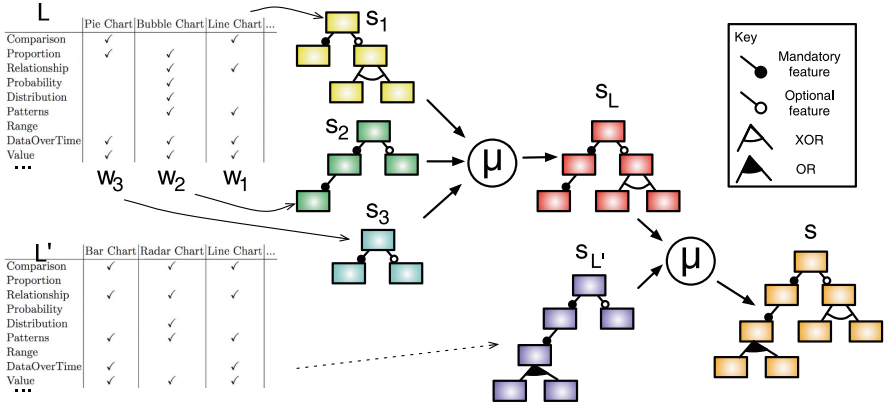 L
Pie Chart Bubble Chart Line Chart ...
Comparison ✓ ✓
Proportion ✓ ✓
Relationship ✓ ✓
Probability ✓
Distribution ✓
Patterns ✓ ✓
Range
DataOverTime ✓ ✓ ✓
Value ✓ ✓ ✓
...
w3 w2 w1
L'
Bar Chart Radar Chart Line Chart ...
Comparison ✓ ✓ ✓
Proportion
Relationship ✓ ✓ ✓
Probability
Distribution ✓
Patterns ✓ ✓ ✓
Range
DataOverTime ✓ ✓
Value ✓ ✓ ✓
...
s1
s2
s3
μ
sL
sL'
μ
s
Key
Mandatory
feature
Optional
feature
XOR
OR